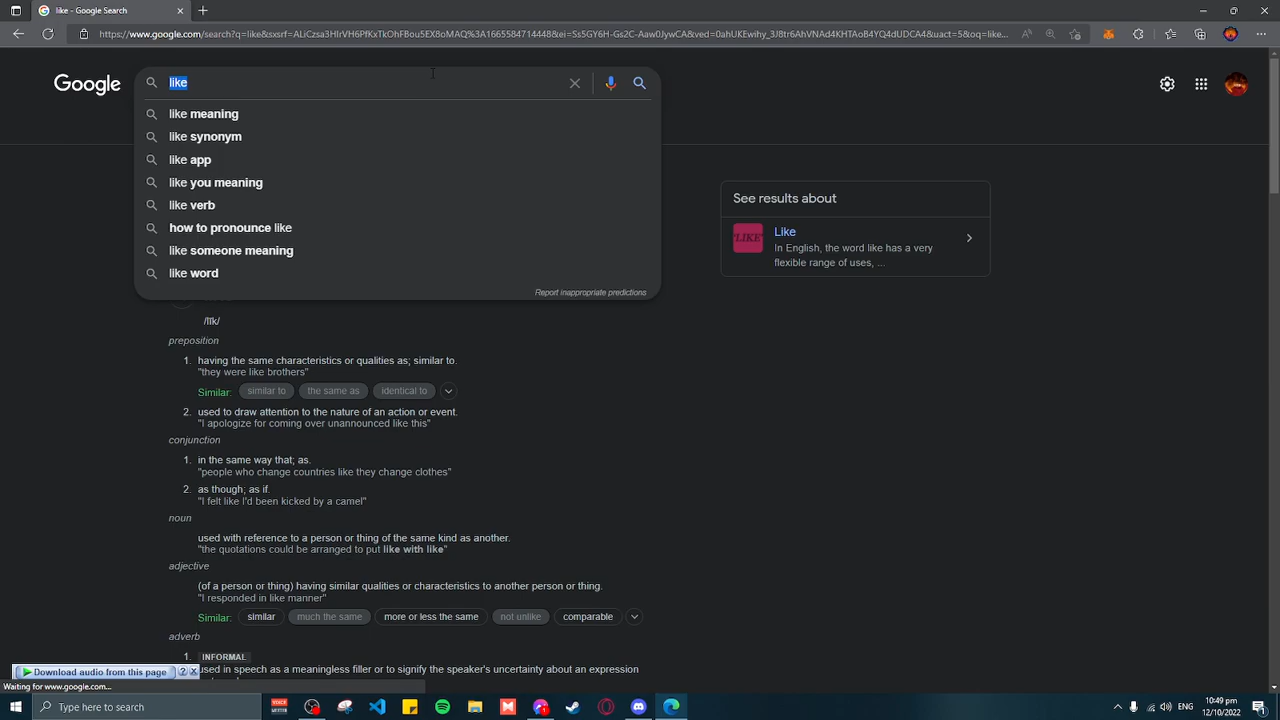 like - Google Search
https://www.google.com/search?q=like&sxsrf=ALiCzsa3HIrVH6PfKxTkOhFBou5EX8oMAQ%3A1665584714448&ei=Ss5GY6H-Gs2C-Aaw0JywCA&ved=0ahUKEwihy_3J8tr6AhVNAd4KHTAoB4YQ4dUDCA4&uact=5&oq=like...
Google
like
like meaning
like synonym
like app
like you meaning
like verb
how to pronounce like
like someone meaning
like word
Report inappropriate predictions
See results about
LIKE
Like
In English, the word like has a very
flexible range of uses, ...
/līk/
preposition
1. having the same characteristics or qualities as; similar to.
"they were like brothers"
Similar: similar to the same as identical to
2. used to draw attention to the nature of an action or event.
"I apologize for coming over unannounced like this"
conjunction
1. in the same way that; as.
"people who change countries like they change clothes"
2. as though; as if.
"I felt like I'd been kicked by a camel"
noun
used with reference to a person or thing of the same kind as another.
"the quotations could be arranged to put like with like"
adjective
(of a person or thing) having similar qualities or characteristics to another person or thing.
"I responded in like manner"
Similar: similar much the same more or less the same not unlike comparable
adverb
1. INFORMAL
used in speech as a meaningless filler or to signify the speaker's uncertainty about an expression
Download audio from this page ? X
Waiting for www.google.com...
Type here to search
ENG
10:49 pm
12/10/2022